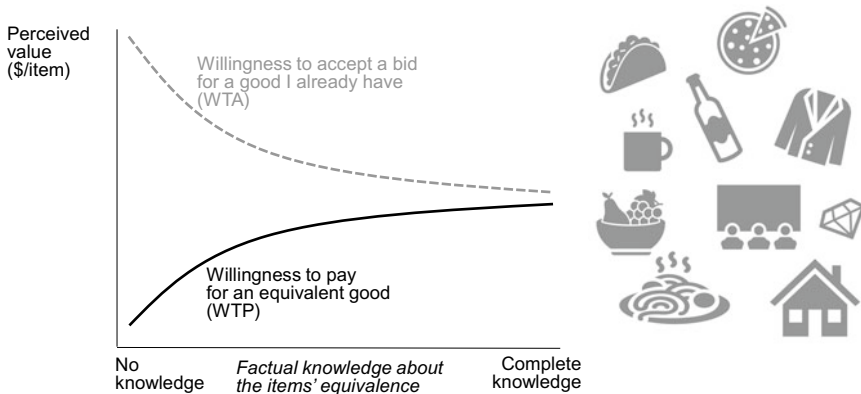 Perceived
value
($/item)
Willingness to accept a bid
for a good I already have
(WTA)
Willingness to pay
for an equivalent good
(WTP)
No
knowledge
Factual knowledge about
the items' equivalence
Complete
knowledge